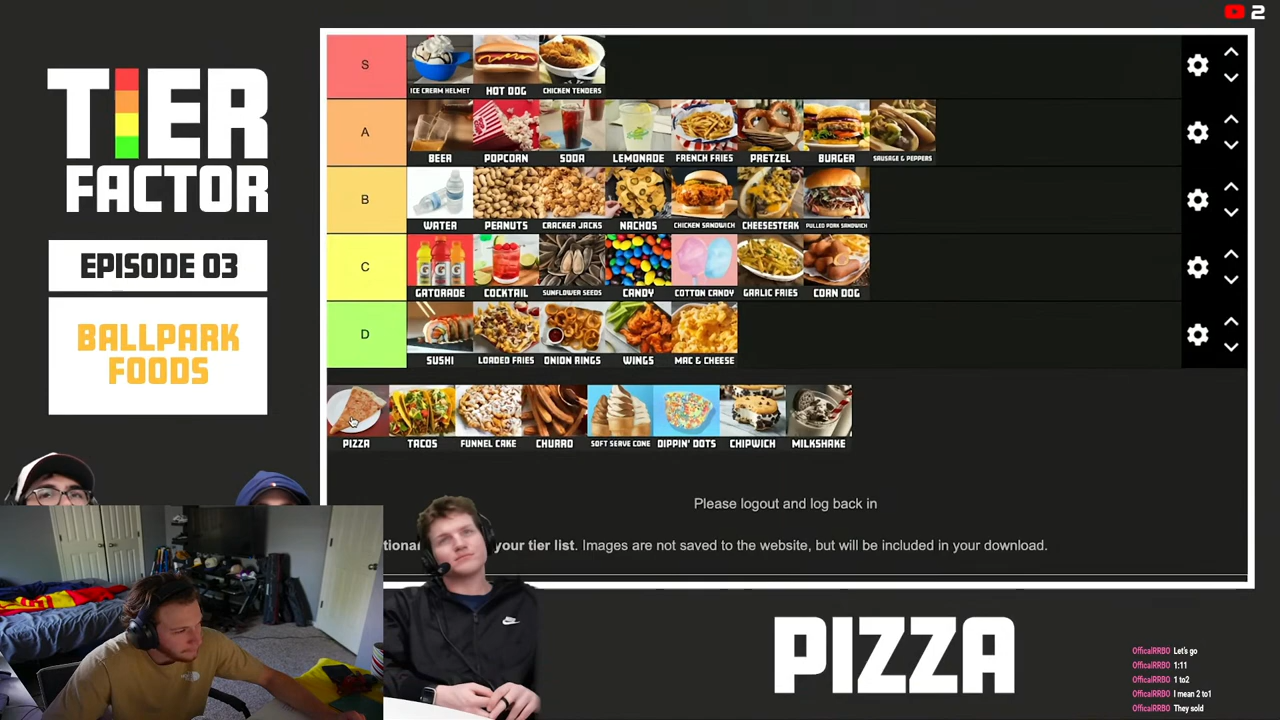 2
TIER
FACTOR
EPISODE 03
BALLPARK
FOODS
S
ICE CREAM HELMET HOT DOG CHICKEN TENDERS
A
BEER POPCORN SODA LEMONADE FRENCH FRIES PRETZEL BURGER SAUSAGE & PEPPERS
B
WATER PEANUTS CRACKER JACKS NACHOS CHICKEN SANDWICH CHEESESTEAK PULLED PORK SANDWICH
C
GATORADE COCKTAIL SUNFLOWER SEEDS CANDY COTTON CANDY GARLIC FRIES CORN DOG
D
SUSHI LOADED FRIES ONION RINGS WINGS MAC & CHEESE
PIZZA TACOS FUNNEL CAKE CHURRO SOFT SERVE CONE DIPPIN' DOTS CHIPWICH MILKSHAKE
Please logout and log back in
your tier list. Images are not saved to the website, but will be included in your download.
PIZZA
OfficalRRBO Let's go
OfficalRRBO 1:11
OfficalRRBO 1 to2
OfficalRRBO I mean 2 to1
OfficalRRBO They sold